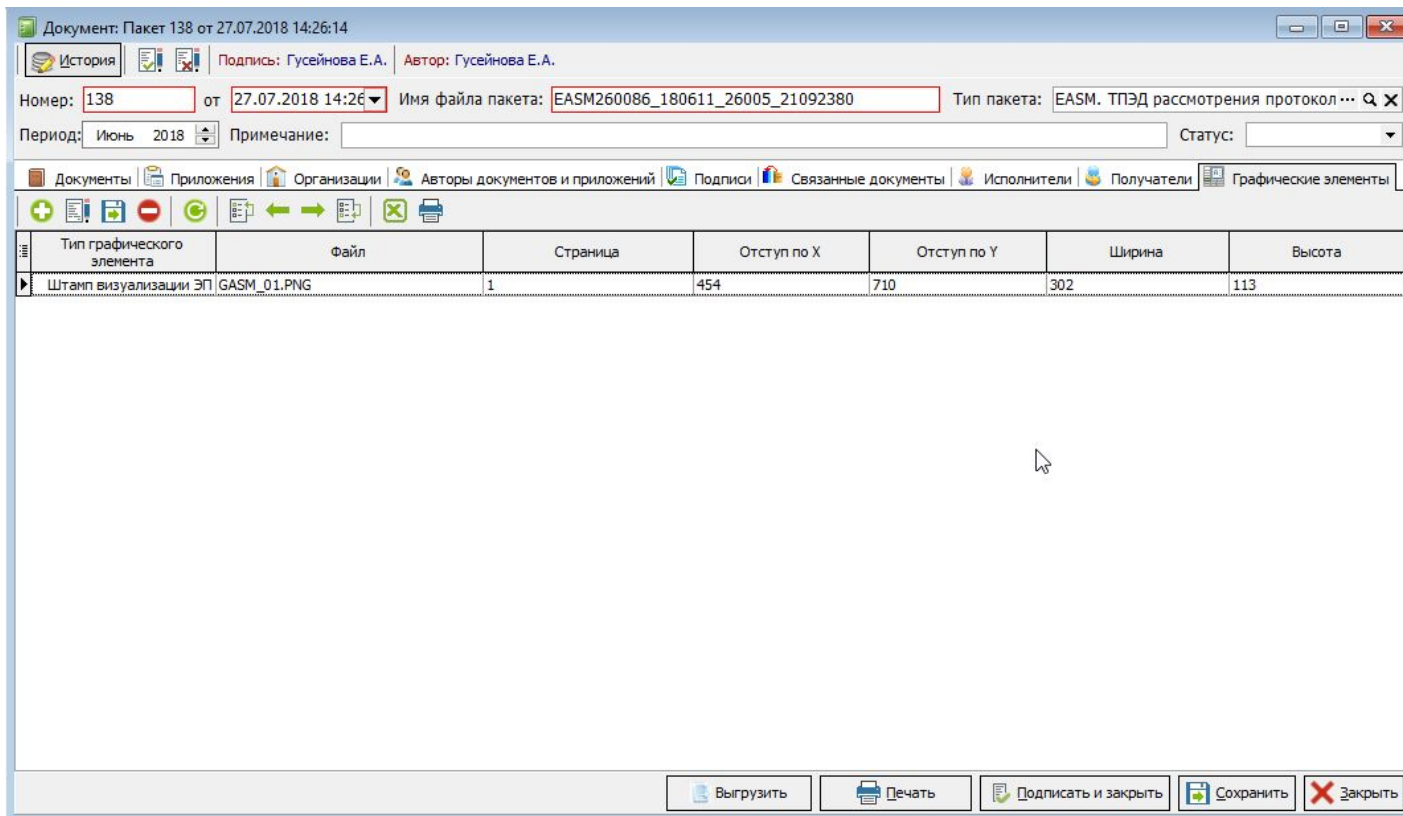 Документ: Пакет 138 от 27.07.2018 14:26:14
История Подпись: Гусейнова Е.А. Автор: Гусейнова Е.А.
Номер: 138 от 27.07.2018 14:26 Имя файла пакета: EASM260086_180611_26005_21092380 Тип пакета: EASM. ТПЭД рассмотрения протокол ...
Период: Июнь 2018 Примечание: Статус:
Документы Приложения Организации Авторы документов и приложений Подписи Связанные документы Исполнители Получатели Графические элементы
Тип графического элемента Файл Страница Отступ по X Отступ по Y Ширина Высота
Штамп визуализации ЭП GASM_01.PNG 1 454 710 302 113
Выгрузить Печать Подписать и закрыть Сохранить Закрыть